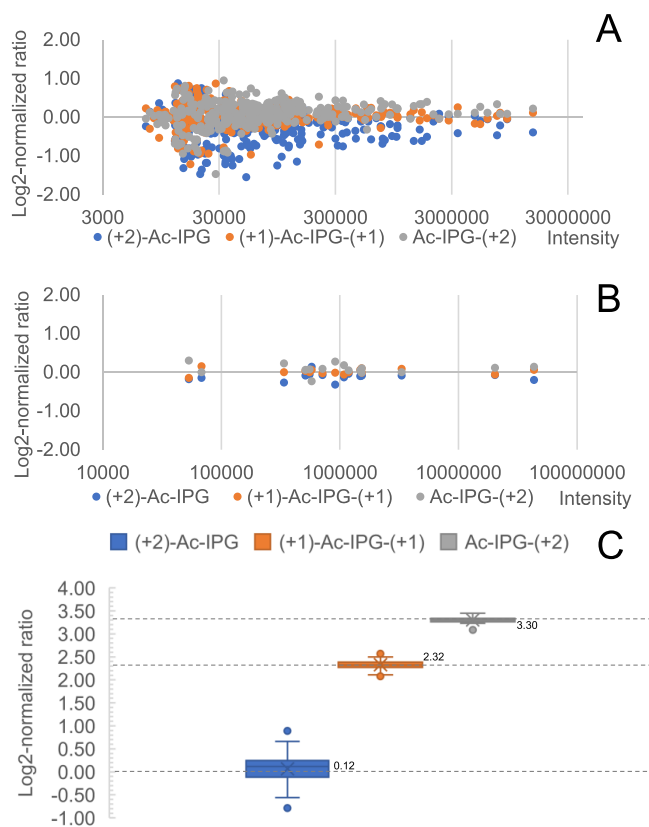 A
Log2-normalized ratio
2.00
1.00
0.00
-1.00
-2.00
3000 30000 300000 3000000 30000000
(+2)-Ac-IPG (+1)-Ac-IPG-(+1) Ac-IPG-(+2) Intensity
B
Log2-normalized ratio
2.00
1.00
0.00
-1.00
-2.00
10000 100000 1000000 10000000 100000000
(+2)-Ac-IPG (+1)-Ac-IPG-(+1) Ac-IPG-(+2) Intensity
(+2)-Ac-IPG (+1)-Ac-IPG-(+1) Ac-IPG-(+2) C
Log2-normalized ratio
4.00
3.50
3.30
3.00
2.50
2.32
2.00
1.50
1.00
0.50
0.12
0.00
-0.50
-1.00